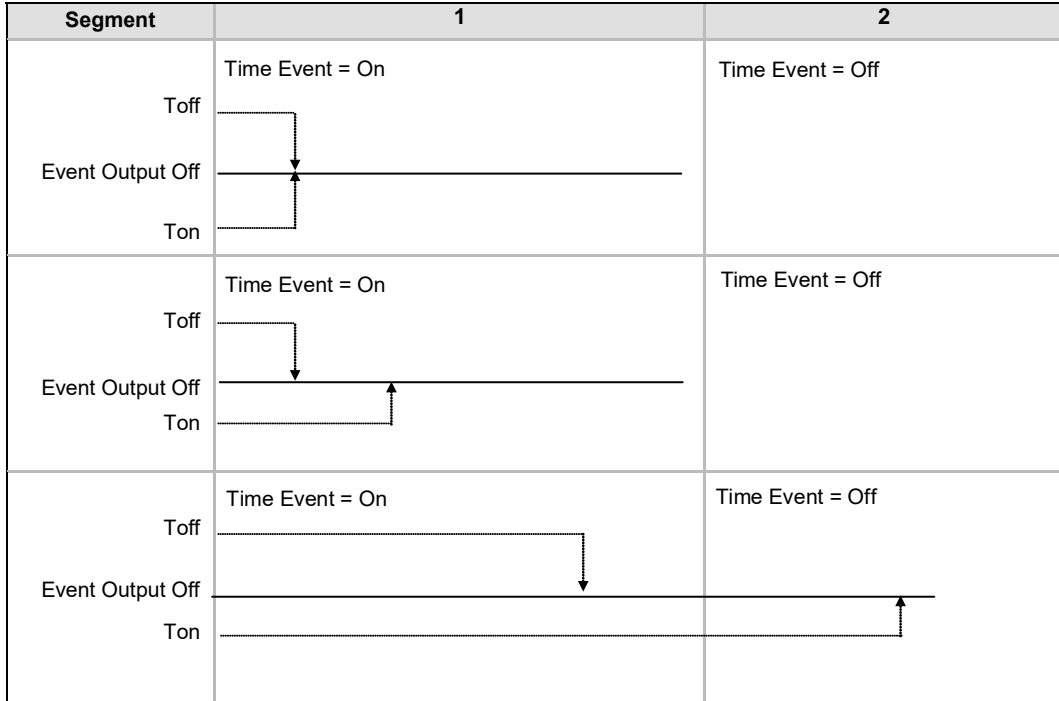 Segment 1 2
Time Event = On Time Event = Off
Toff
Event Output Off
Ton
Time Event = On Time Event = Off
Toff
Event Output Off
Ton
Time Event = On Time Event = Off
Toff
Event Output Off
Ton